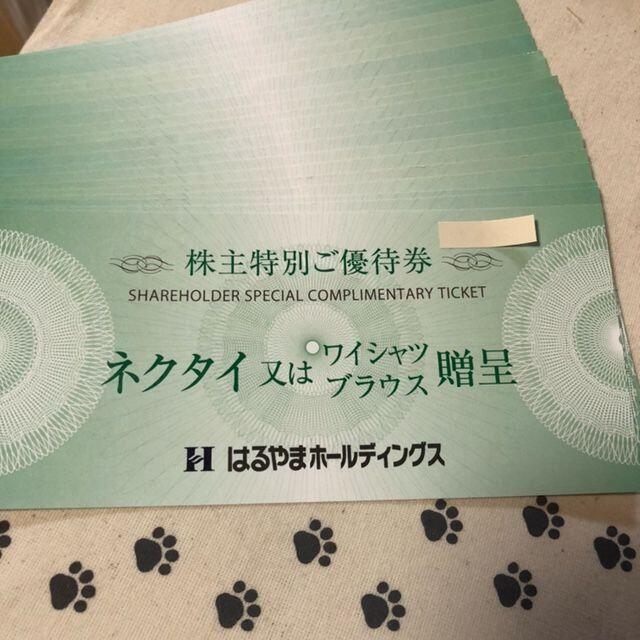 株主特別ご優待券
SHAREHOLDER SPECIAL COMPLIMENTARY TICKET
ネクタイ又はワイシャツ
ブラウス贈呈
はるやまホールディングス